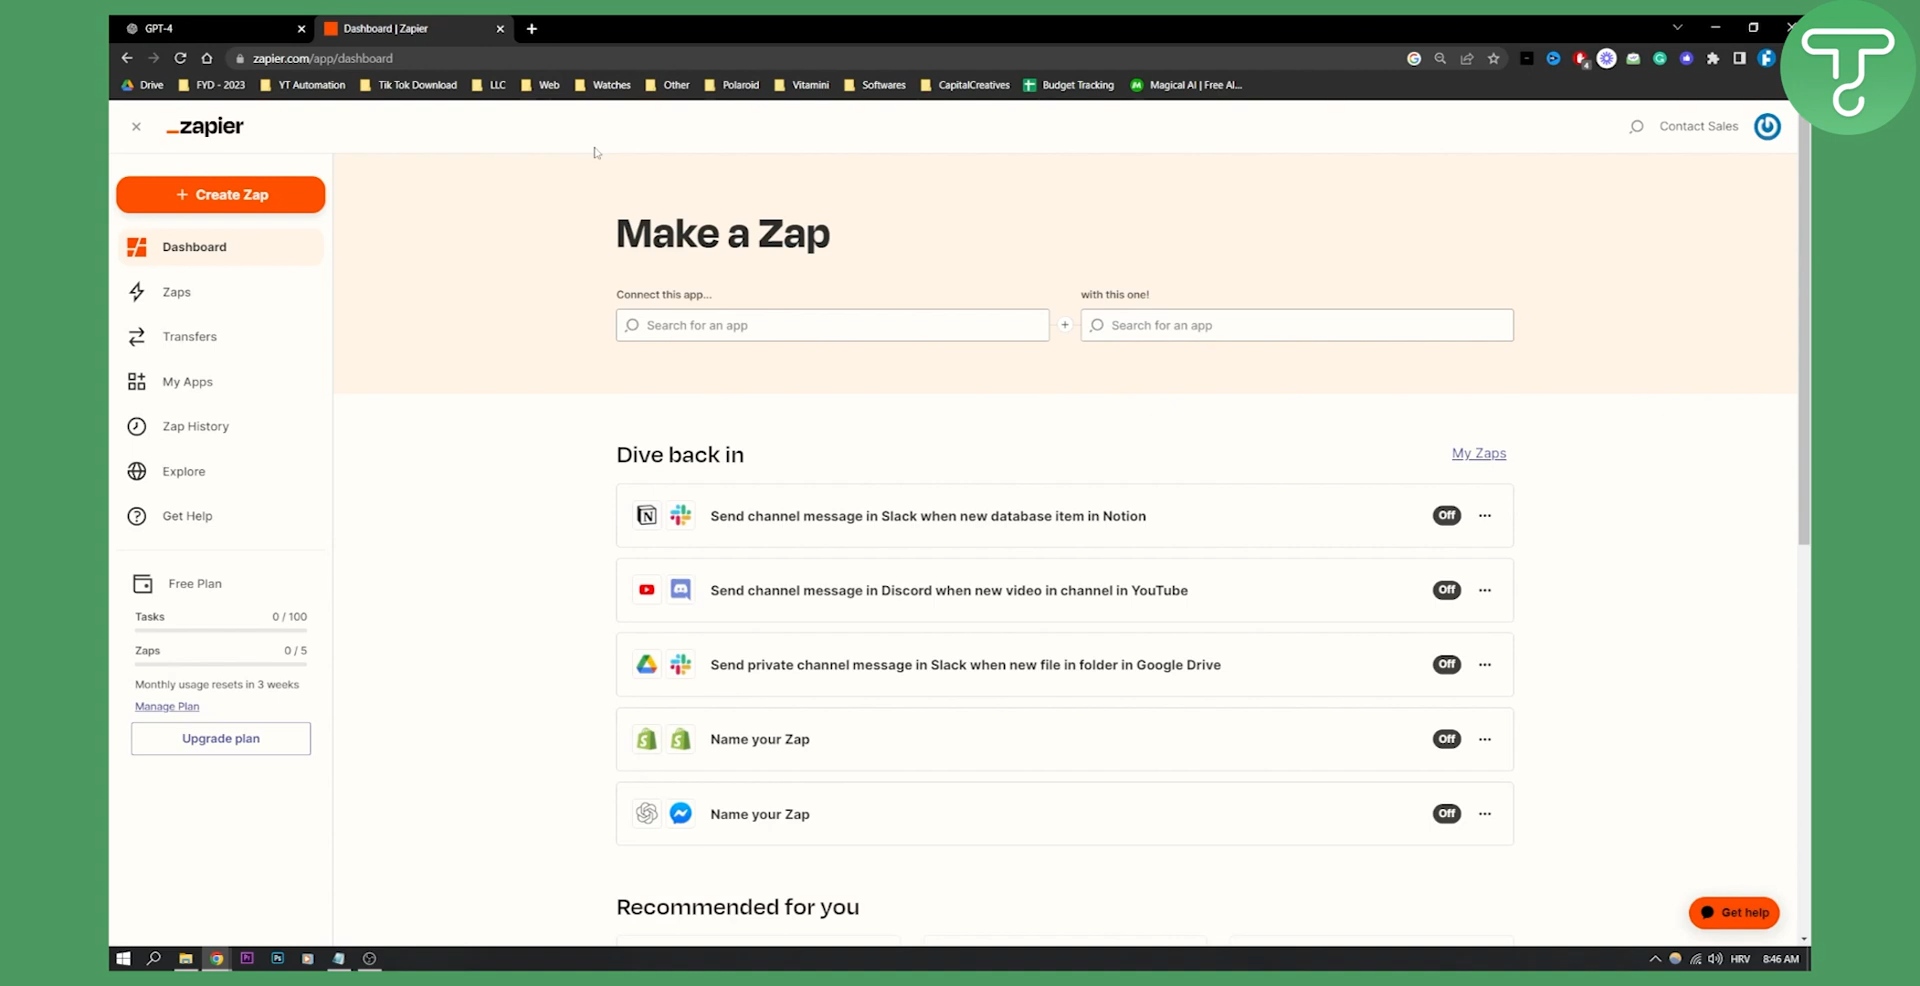 GPT-4
Dashboard | Zapier
zapier.com/app/dashboard
Drive FYD - 2023 YT Automation Tik Tok Download LLC Web Watches Other Polaroid Vitamini Softwares CapitalCreatives Budget Tracking Magical AI | Free AI...
_zapier
Contact Sales
+ Create Zap
Dashboard
Zaps
Transfers
My Apps
Zap History
Explore
Get Help
Free Plan
Tasks 0 / 100
Zaps 0 / 5
Monthly usage resets in 3 weeks
Manage Plan
Upgrade plan
Make a Zap
Connect this app... with this one!
Search for an app + Search for an app
Dive back in My Zaps
Send channel message in Slack when new database item in Notion Off ...
Send channel message in Discord when new video in channel in YouTube Off ...
Send private channel message in Slack when new file in folder in Google Drive Off ...
Name your Zap Off ...
Name your Zap Off ...
Recommended for you
Get help
HRV 8:46 AM